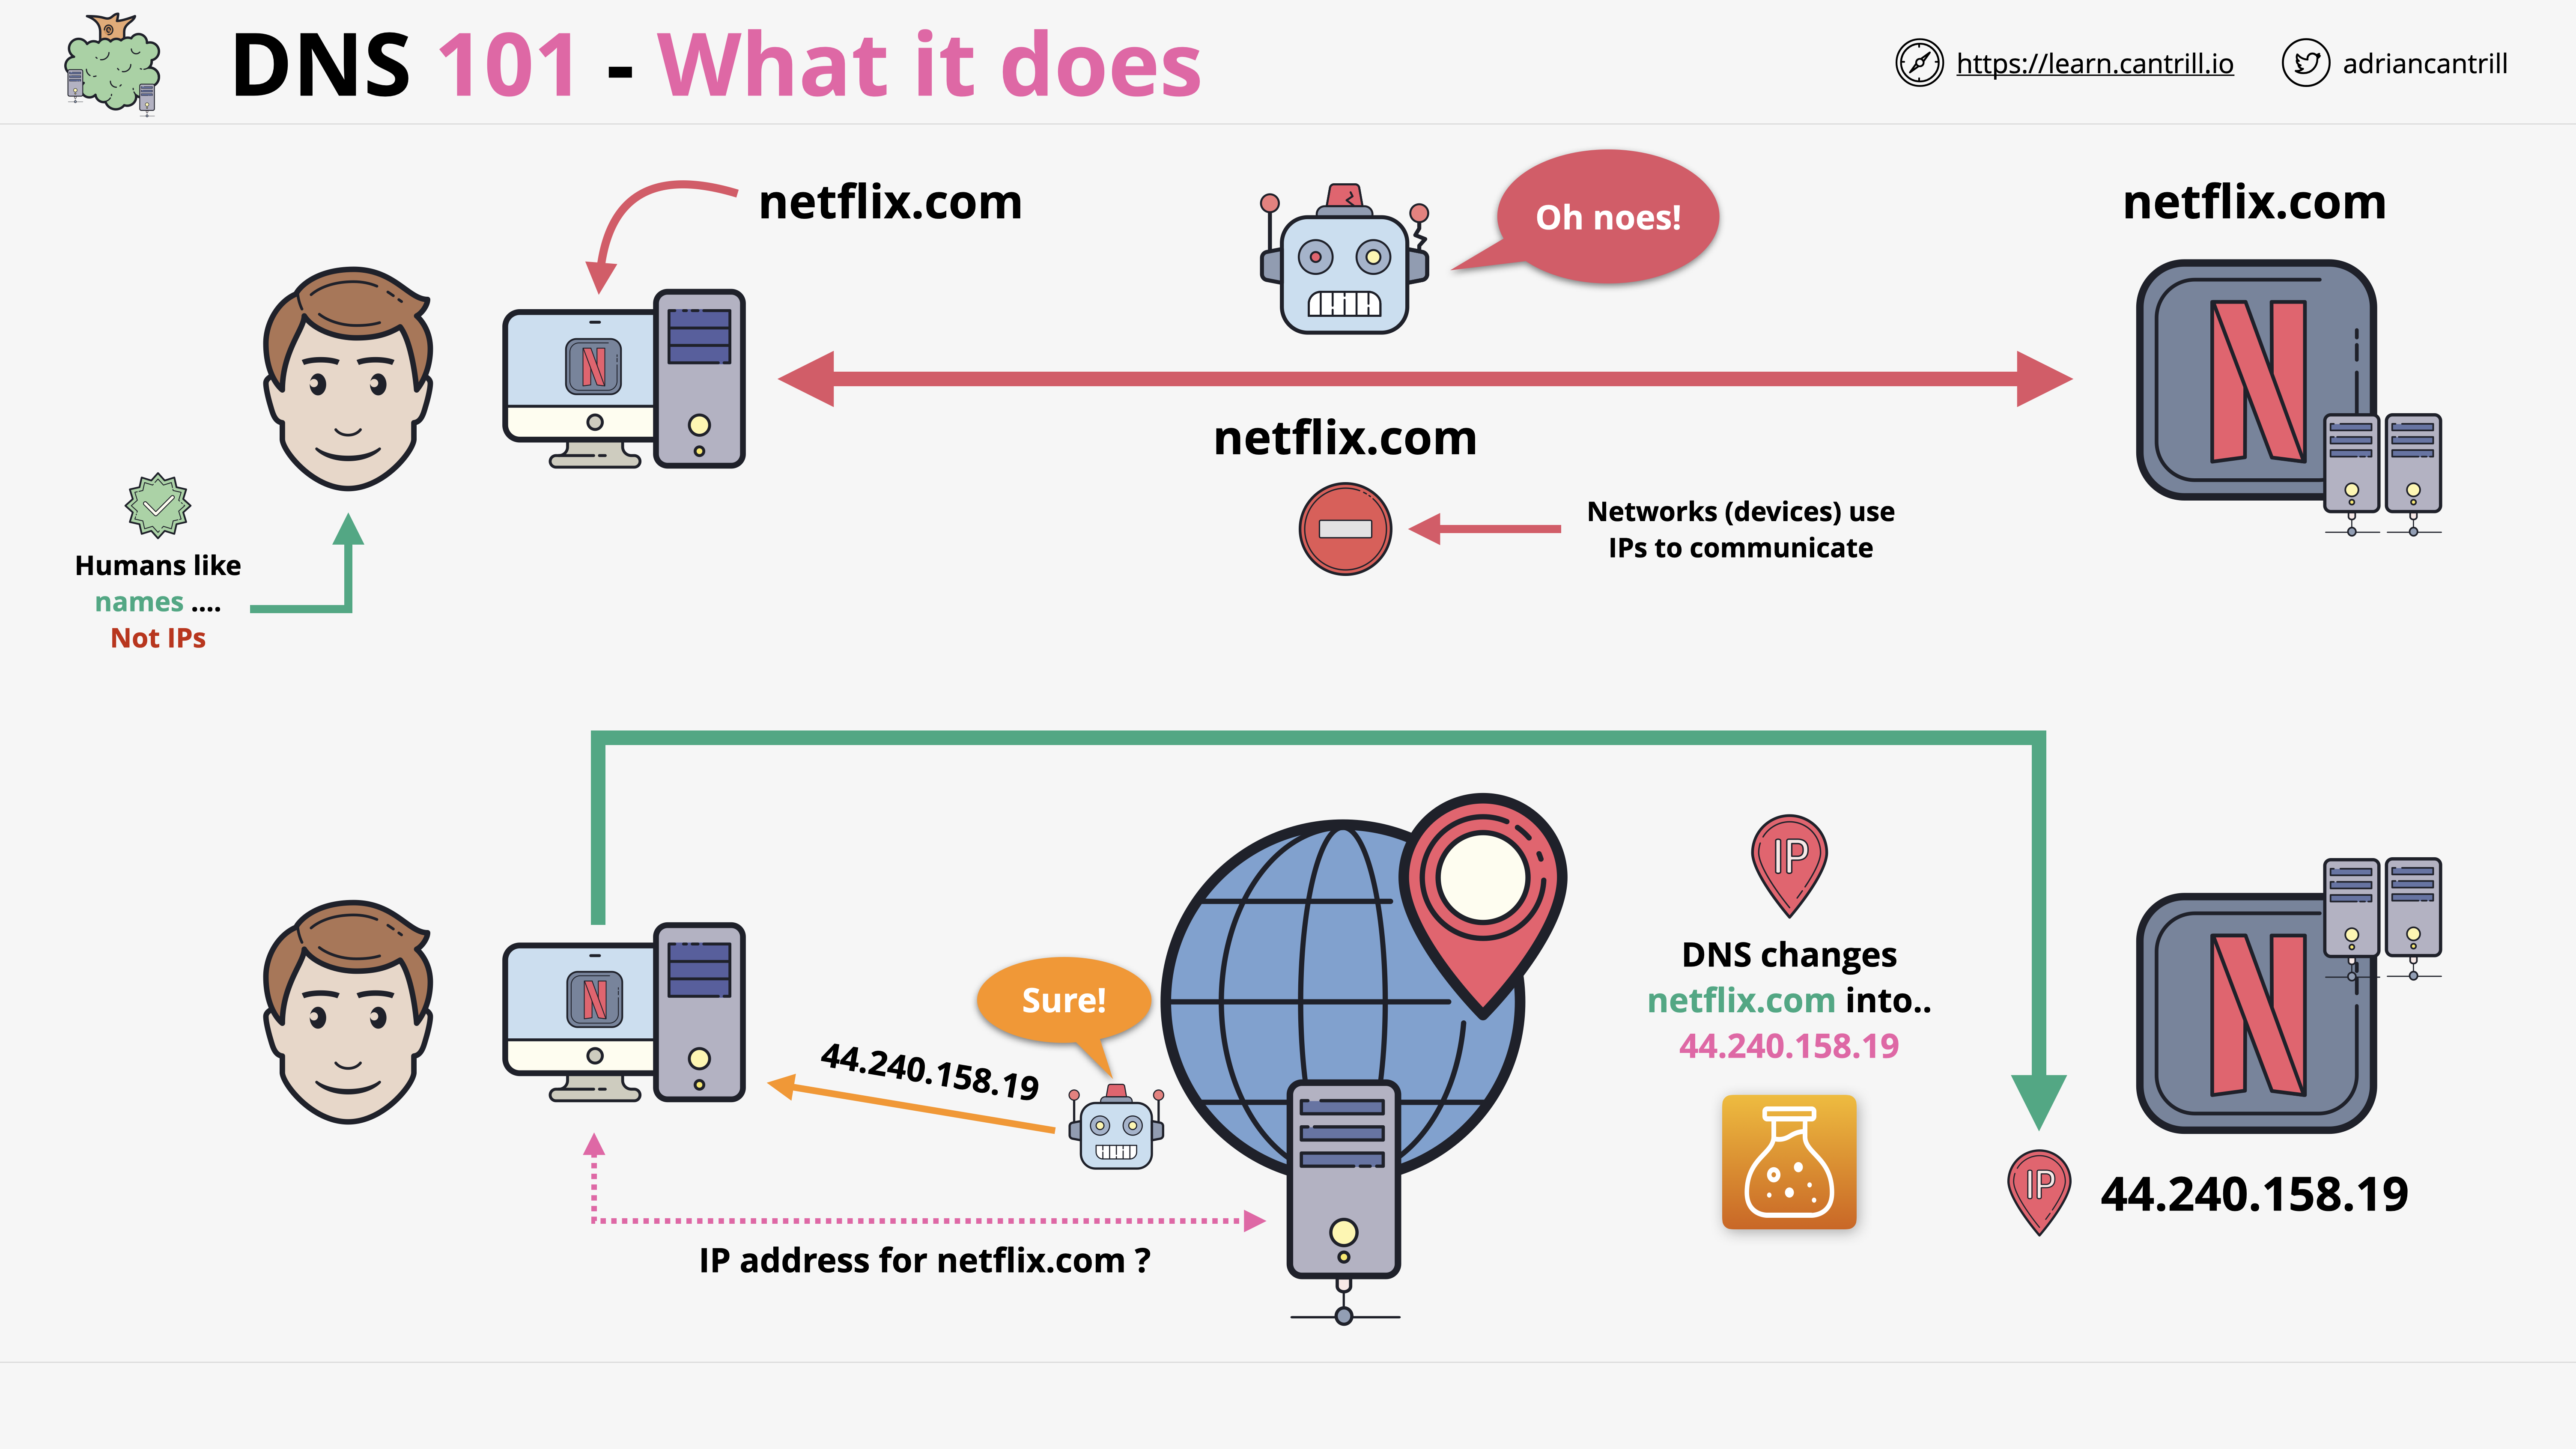 DNS 101 - What it does
https://learn.cantrill.io
adriancantrill
netflix.com
Oh noes!
netflix.com
netflix.com
Networks (devices) use
IPs to communicate
Humans like
names ....
Not IPs
IP
DNS changes
netflix.com into..
44.240.158.19
Sure!
44.240.158.19
IP address for netflix.com ?
IP
44.240.158.19